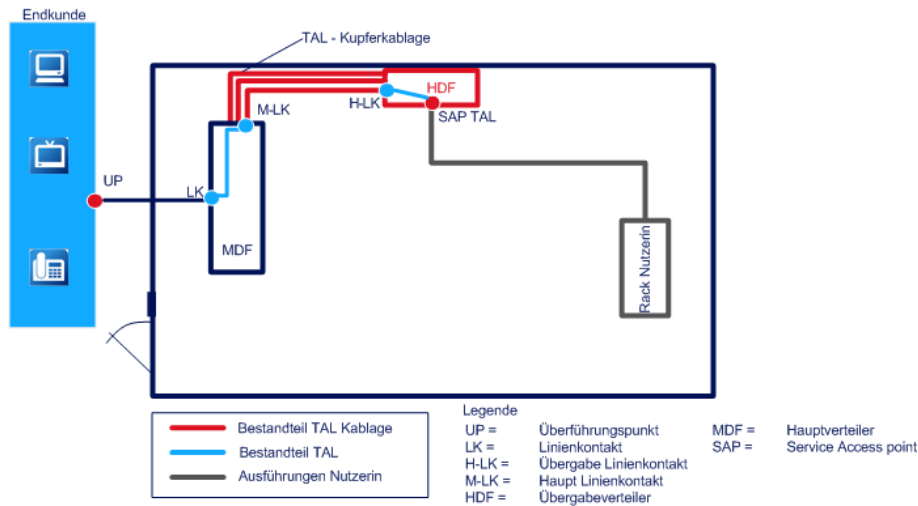 Endkunde
TAL - Kupferkablage
HDF
M-LK
H-LK
SAP TAL
UP
LK
MDF
Rack Nutzerin
Bestandteil TAL Kablage
Bestandteil TAL
Ausführungen Nutzerin
Legende
UP = Überführungspunkt
LK = Linienkontakt
H-LK = Übergabe Linienkontakt
M-LK = Haupt Linienkontakt
HDF = Übergabeverteiler
MDF = Hauptverteiler
SAP = Service Access point